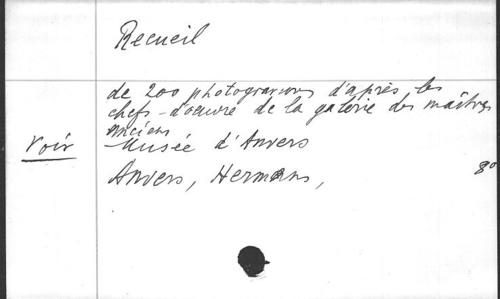 Recueil
de 200 photogravures d'après les
chefs-d'oeuvre de la galerie des maîtres
anciens
voir Musée d'Anvers
Anvers, Hermans, 8°